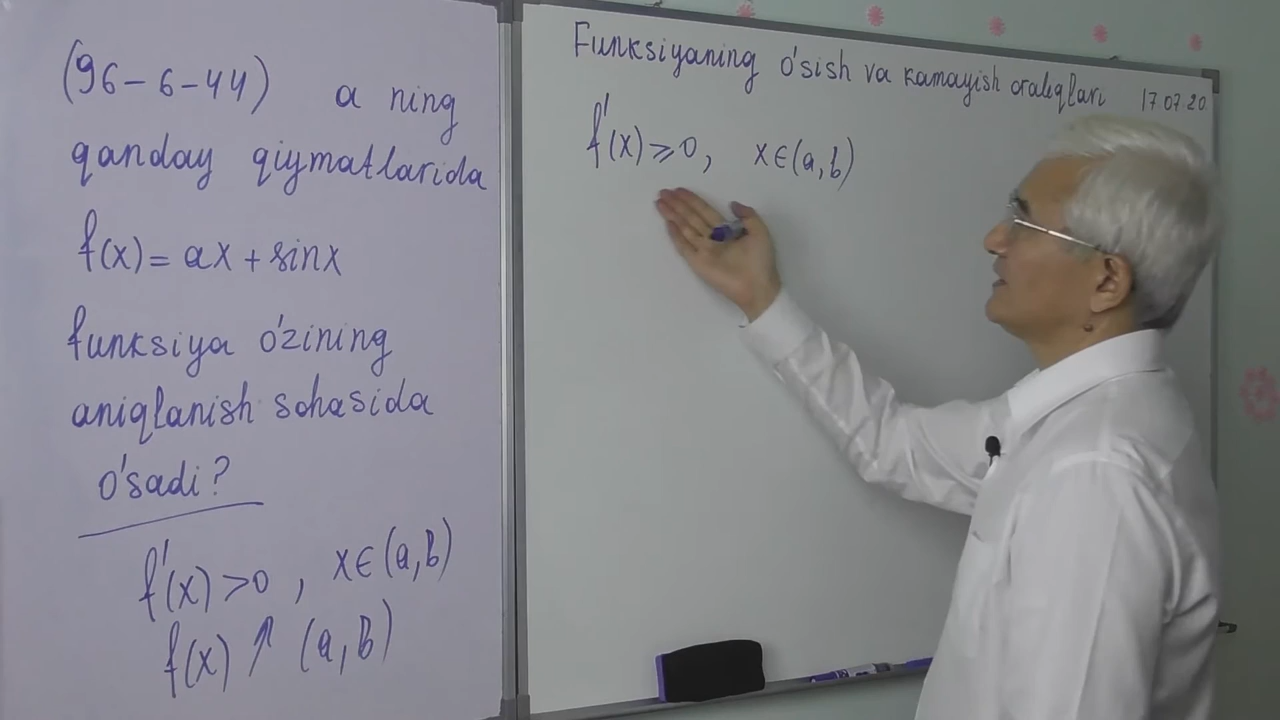 (96-6-44) a ning
qanday qiymatlarida
f(x) = ax + sinx
funksiya o'zining
aniqlanish sohasida
o'sadi?
f'(x) > 0, x∈(a,b)
f(x) ↑ (a,b)
Funksiyaning o'sish va kamayish oraliqlari 17.07.20
f'(x) ⩾ 0, x∈(a,b)